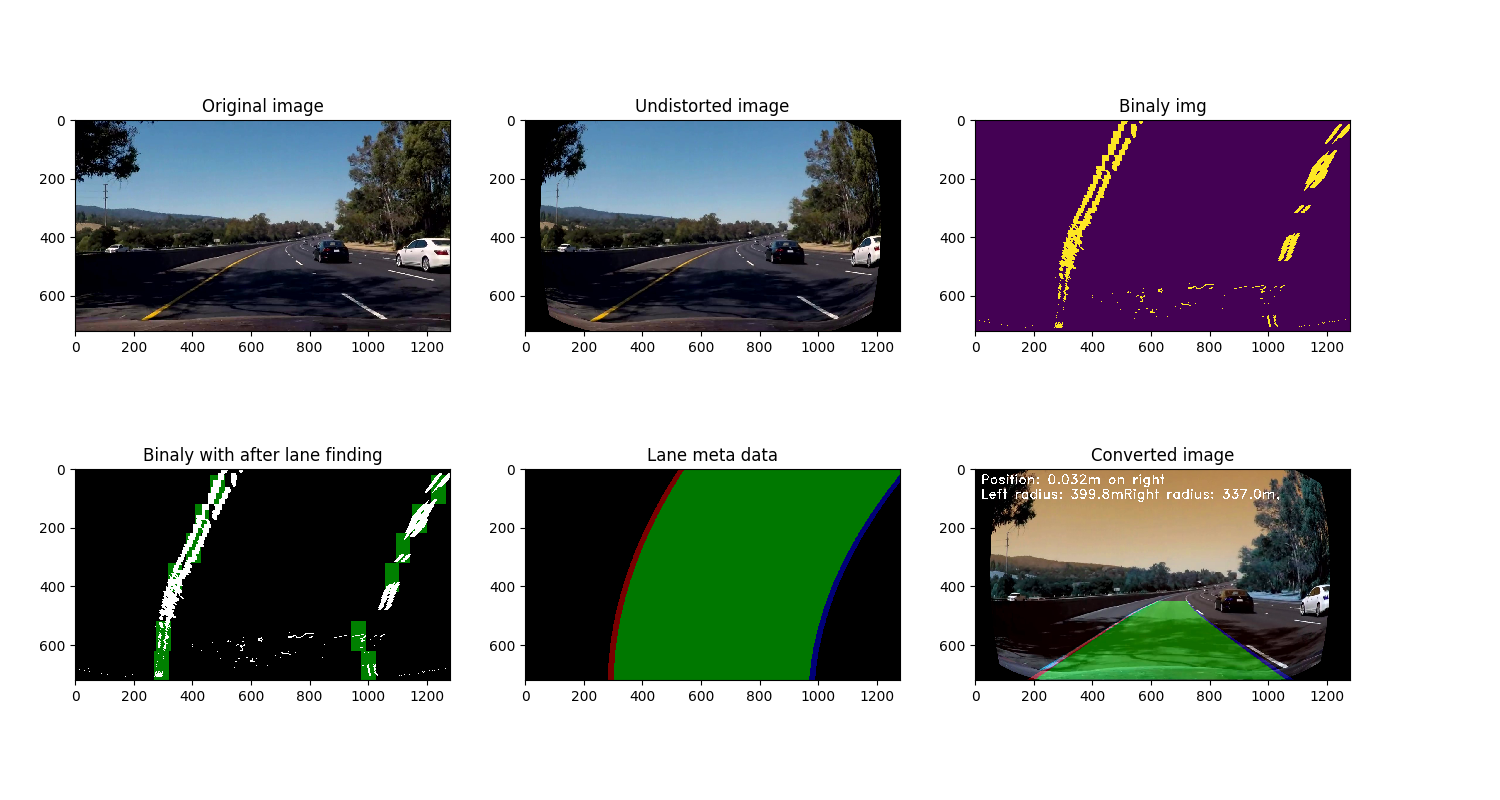 Original image
Undistorted image
Binaly img
0
200
400
600
0 200 400 600 800 1000 1200
0
200
400
600
0 200 400 600 800 1000 1200
0
200
400
600
0 200 400 600 800 1000 1200
Binaly with after lane finding
Lane meta data
Converted image
0
200
400
600
0 200 400 600 800 1000 1200
0
200
400
600
0 200 400 600 800 1000 1200
0
200
400
600
0 200 400 600 800 1000 1200
Position: 0.032m on right
Left radius: 399.8mRight radius: 337.0m.